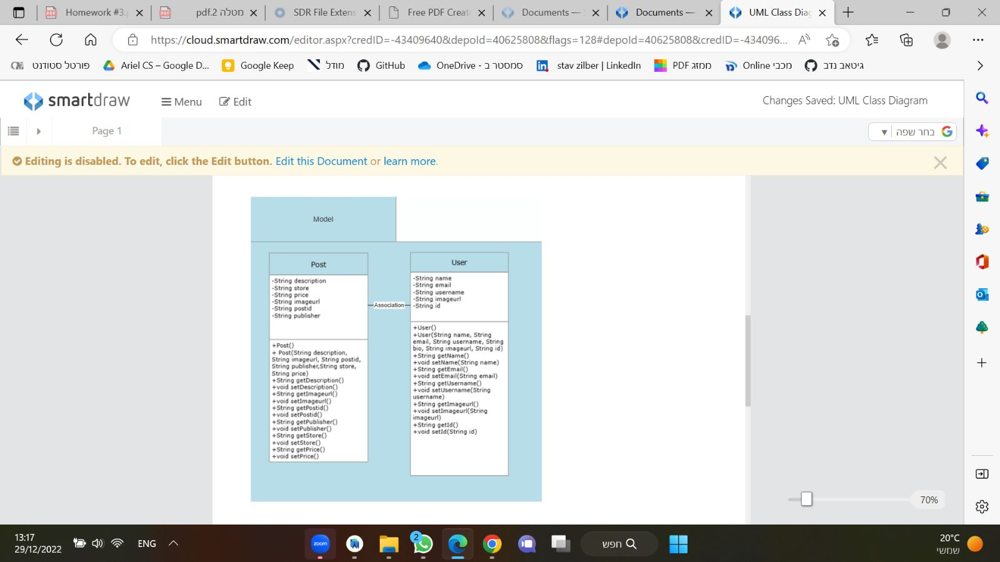 Homework #3.
pdf.2 מטלה
SDR File Extens
Free PDF Creat
Documents —
Documents —
UML Class Diag
https://cloud.smartdraw.com/editor.aspx?credID=-43409640&depoId=40625808&flags=128#depoId=40625808&credID=-434096...
פורטל סטודנט
Ariel CS – Google D...
Google Keep
מודל
GitHub
OneDrive - סמסטר ב
stav zilber | LinkedIn
ממזג PDF
מכבי Online
גיטאב נדב
smartdraw
Menu
Edit
Changes Saved: UML Class Diagram
Page 1
בחר שפה
Editing is disabled. To edit, click the Edit button. Edit this Document or learn more.
Model
Post
-String description
-String store
-String price
-String imageurl
-String postid
-String publisher
+Post()
+ Post(String description,
String imageurl, String postid,
String publisher,String store,
String price)
+String getDescription()
+void setDescription()
+String getImageurl()
+void setImageurl()
+String getPostid()
+void setPostid()
+String getPublisher()
+void setPublisher()
+String getStore()
+void setStore()
+String getPrice()
+void setPrice()
Association
User
-String name
-String email
-String username
-String imageurl
-String id
+User()
+User(String name, String
email, String username, String
bio, String imageurl, String id)
+String getName()
+void setName(String name)
+String getEmail()
+void setEmail(String email)
+String getUsername()
+void setUsername(String
username)
+String getImageurl()
+void setImageurl(String
imageurl)
+String getId()
+void setId(String id)
70%
13:17
29/12/2022
ENG
zoom
2
חפש
20°C
שמשי